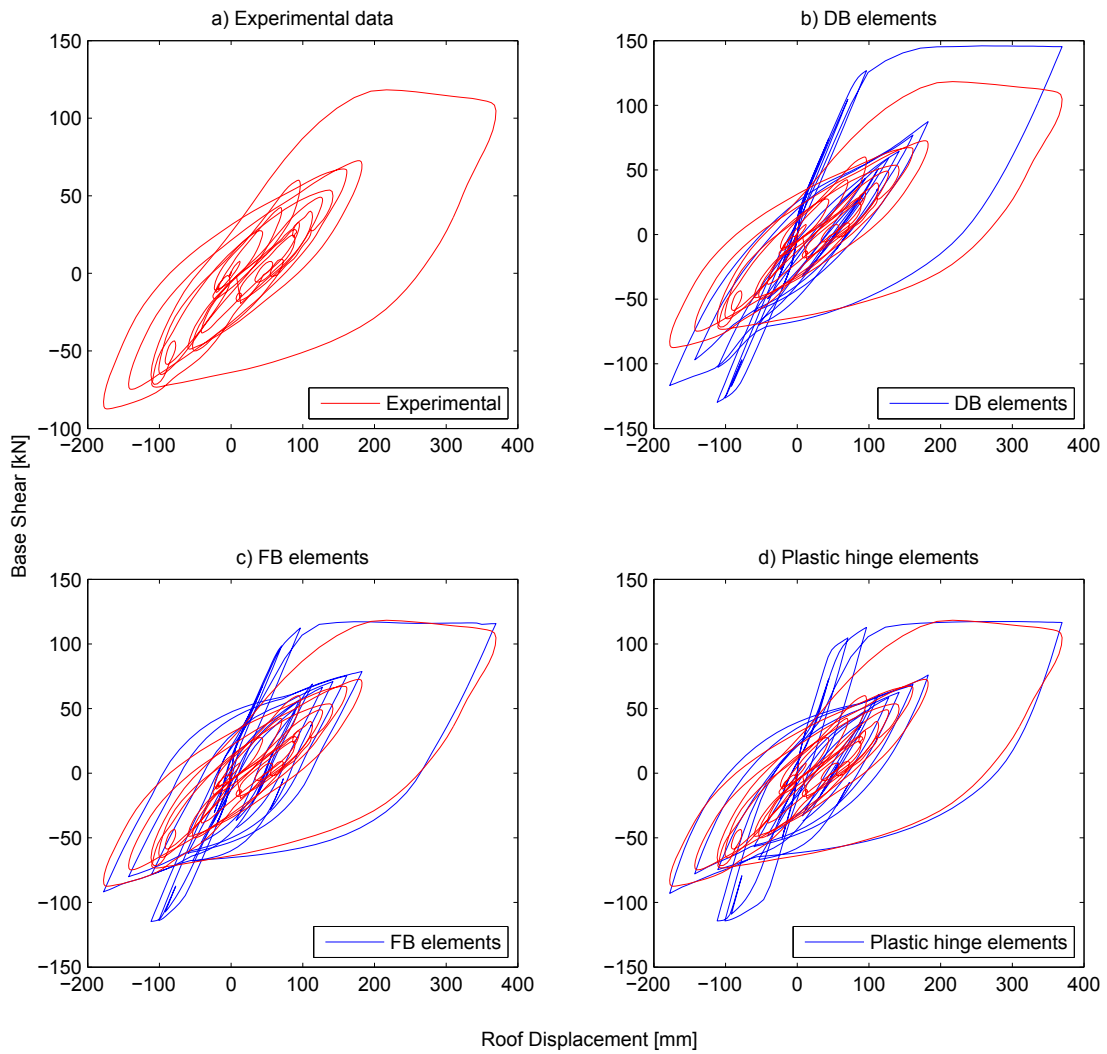 a) Experimental data
150
100
50
0
−50
−100
−200 −100 0 100 200 300 400
Experimental
b) DB elements
150
100
50
0
−50
−100
−150
−200 −100 0 100 200 300 400
DB elements
Base Shear [kN]
c) FB elements
150
100
50
0
−50
−100
−150
−200 −100 0 100 200 300 400
FB elements
d) Plastic hinge elements
150
100
50
0
−50
−100
−150
−200 −100 0 100 200 300 400
Plastic hinge elements
Roof Displacement [mm]